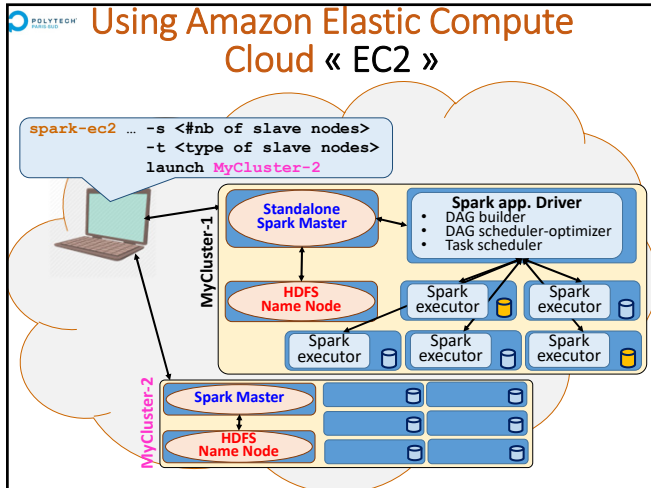 POLYTECH
PARIS-SUD
Using Amazon Elastic Compute
Cloud « EC2 »
spark-ec2 … -s <#nb of slave nodes>
-t <type of slave nodes>
launch MyCluster-2
MyCluster-1
Standalone
Spark Master
Spark app. Driver
• DAG builder
• DAG scheduler-optimizer
• Task scheduler
HDFS
Name Node
Spark
executor
Spark
executor
Spark
executor
Spark
executor
Spark
executor
MyCluster-2
Spark Master
HDFS
Name Node